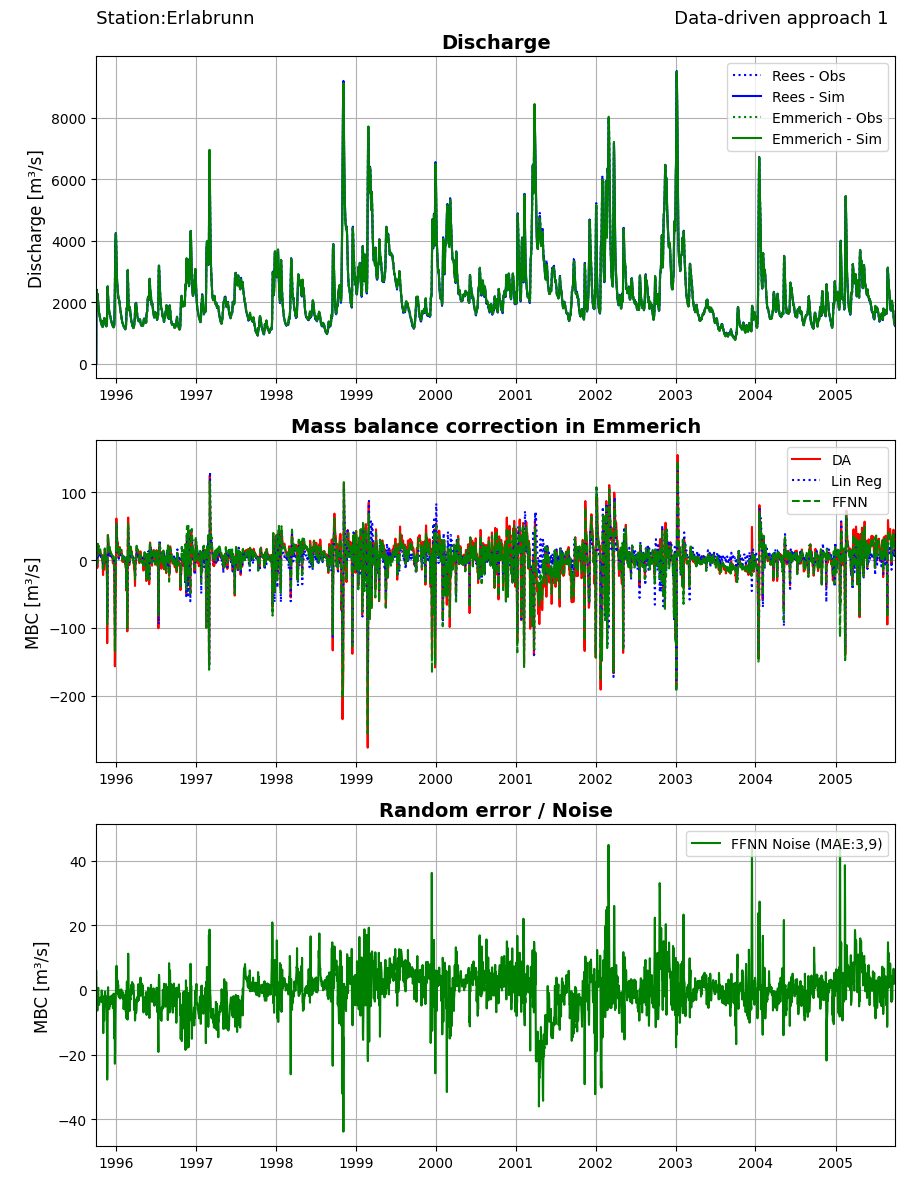 Station:Erlabrunn
Data-driven approach 1
Discharge
Rees - Obs
Rees - Sim
Emmerich - Obs
Emmerich - Sim
Discharge [m³/s]
8000
6000
4000
2000
0
1996 1997 1998 1999 2000 2001 2002 2003 2004 2005
Mass balance correction in Emmerich
DA
Lin Reg
FFNN
MBC [m³/s]
100
0
−100
−200
1996 1997 1998 1999 2000 2001 2002 2003 2004 2005
Random error / Noise
FFNN Noise (MAE:3,9)
MBC [m³/s]
40
20
0
−20
−40
1996 1997 1998 1999 2000 2001 2002 2003 2004 2005